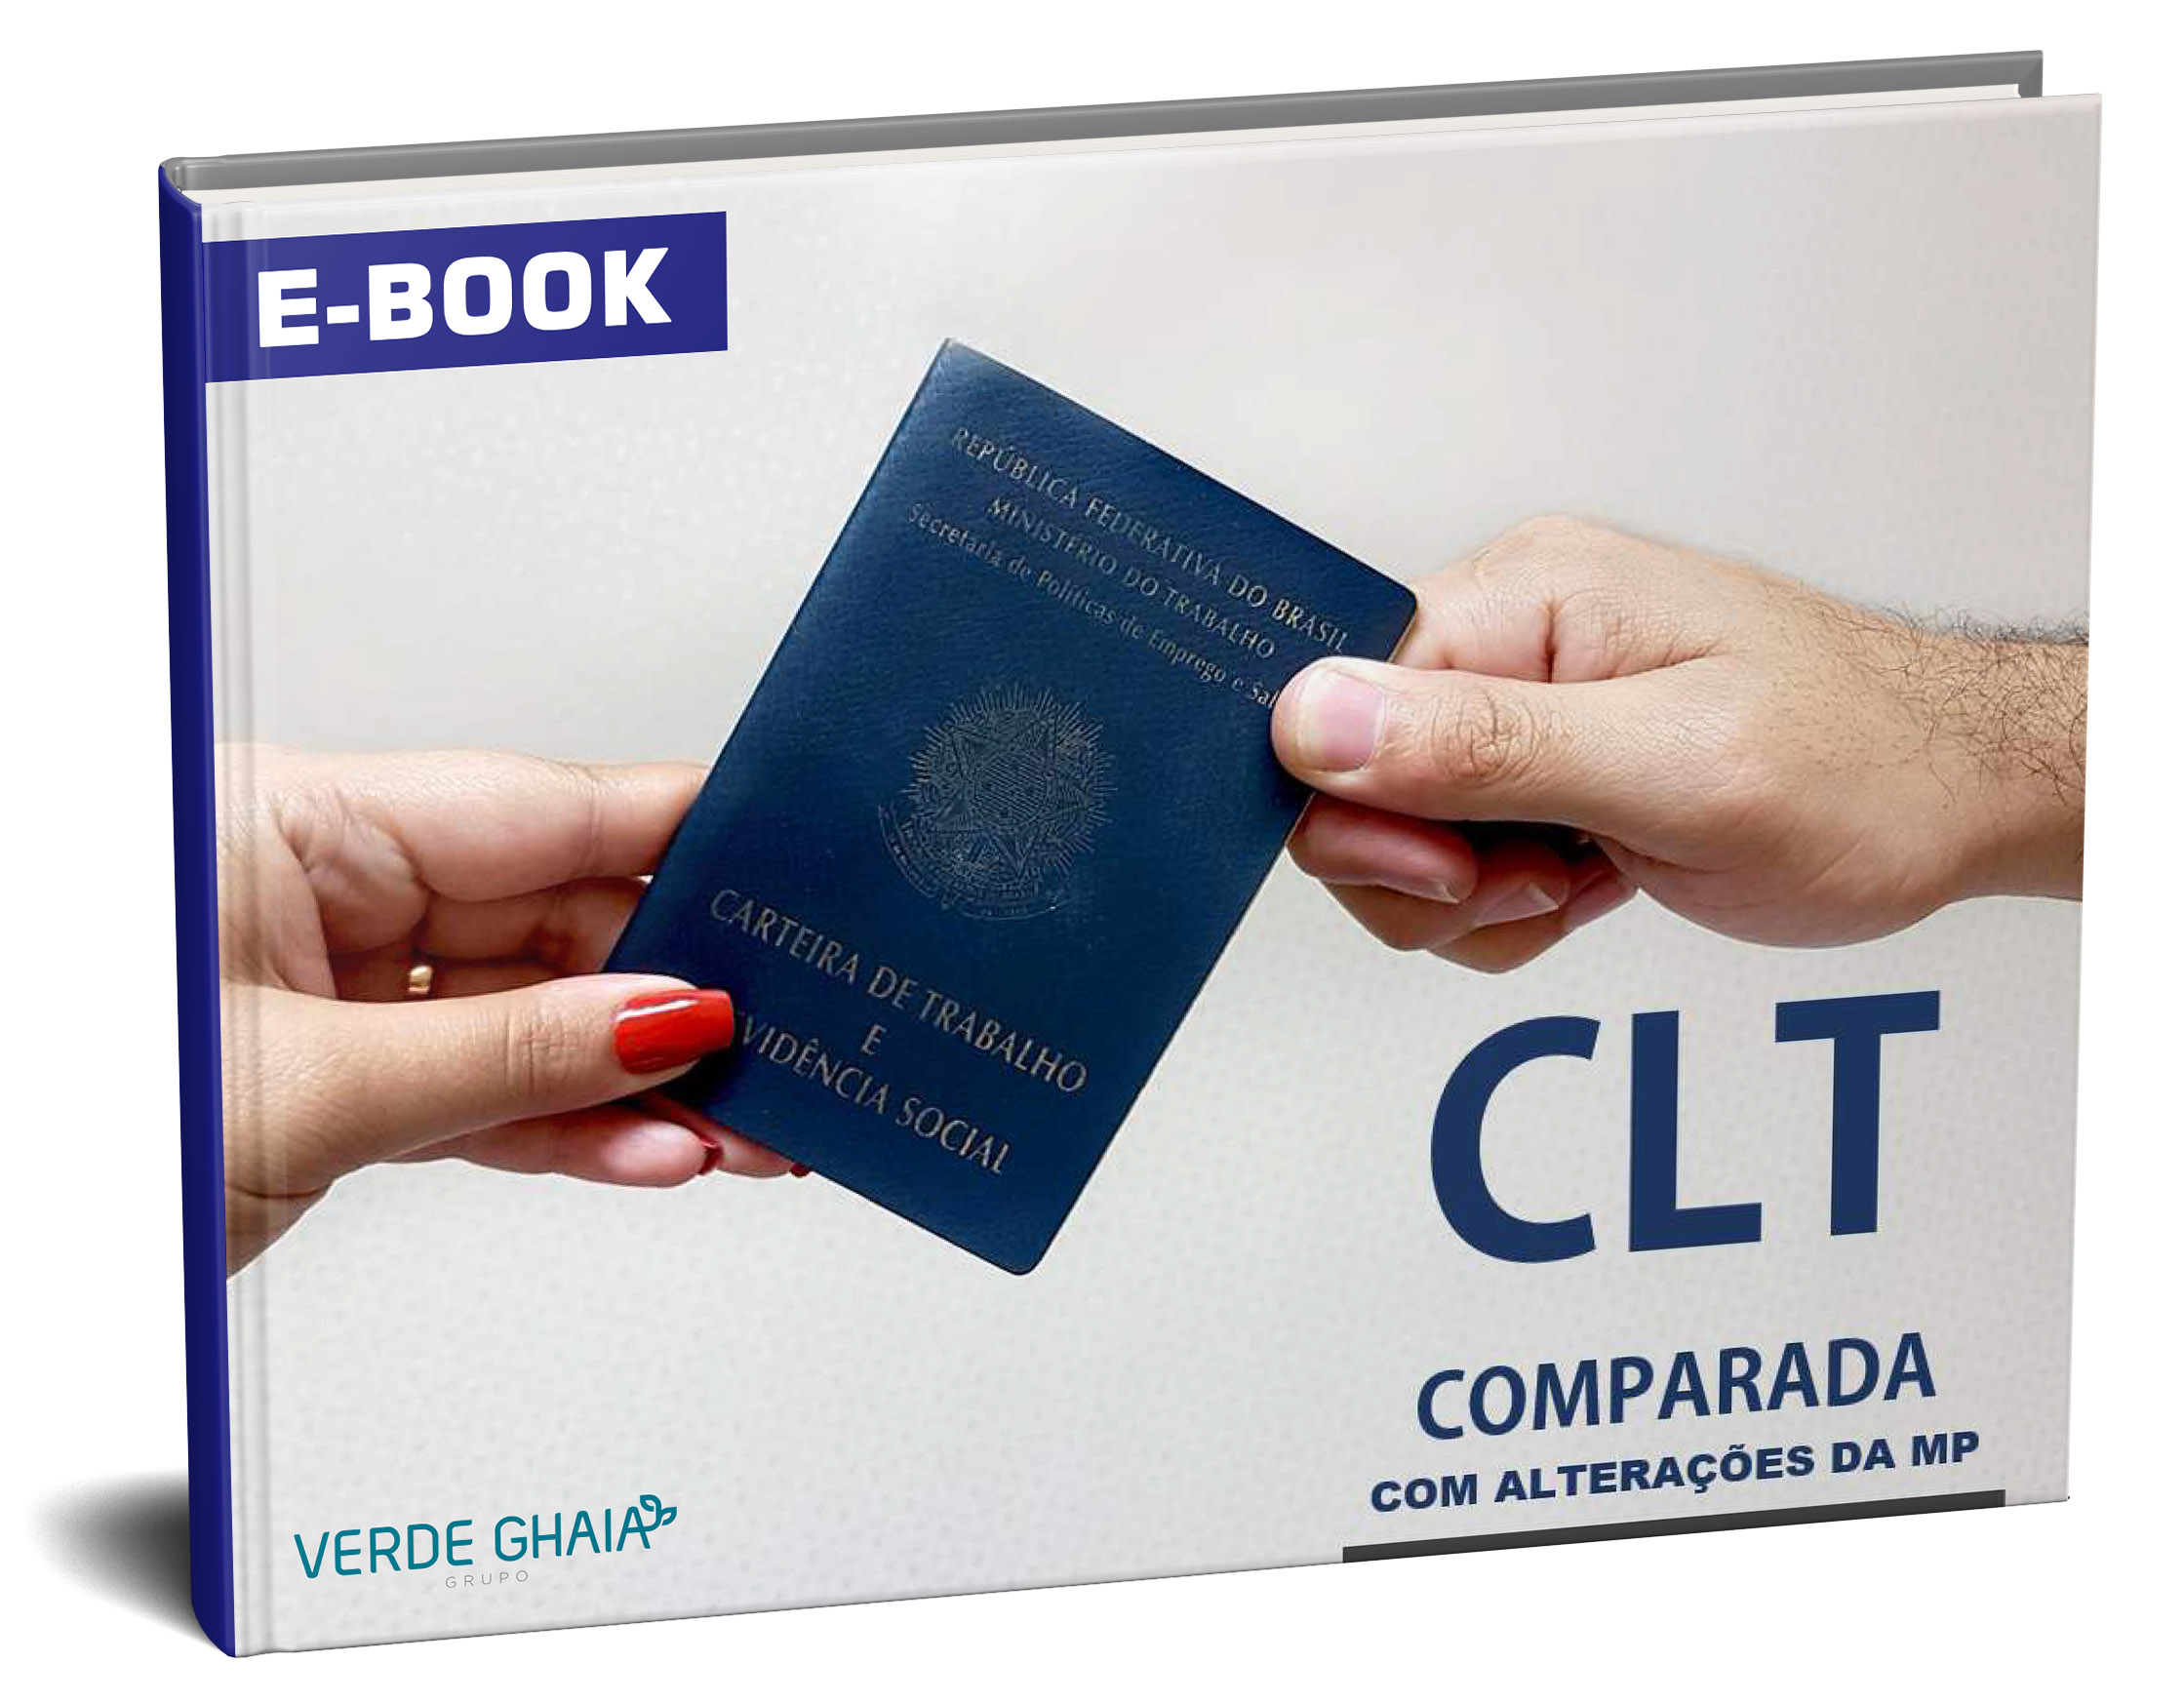 E-BOOK
REPÚBLICA FEDERATIVA DO BRASIL
MINISTÉRIO DO TRABALHO
Secretaria de Políticas de Emprego e Sal
CARTEIRA DE TRABALHO
E
EVIDÊNCIA SOCIAL
CLT
COMPARADA
COM ALTERAÇÕES DA MP
VERDE GHAIA
GRUPO